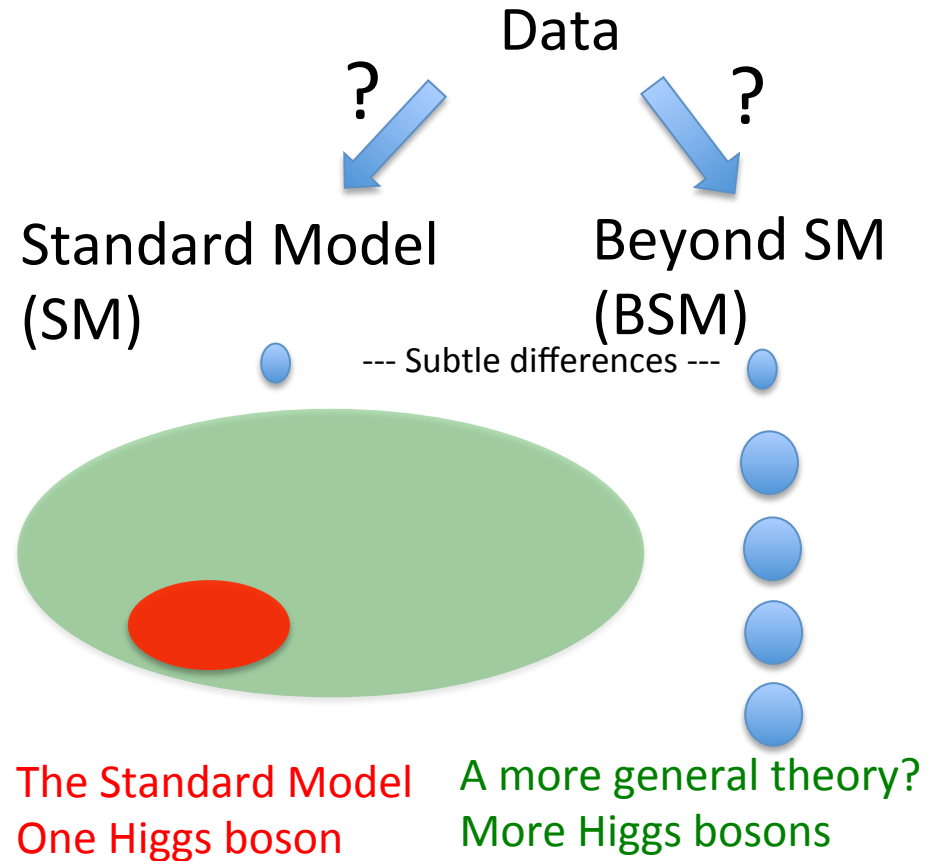 Data
?
?
Standard Model
(SM)
Beyond SM
(BSM)
--- Subtle differences ---
The Standard Model
One Higgs boson
A more general theory?
More Higgs bosons